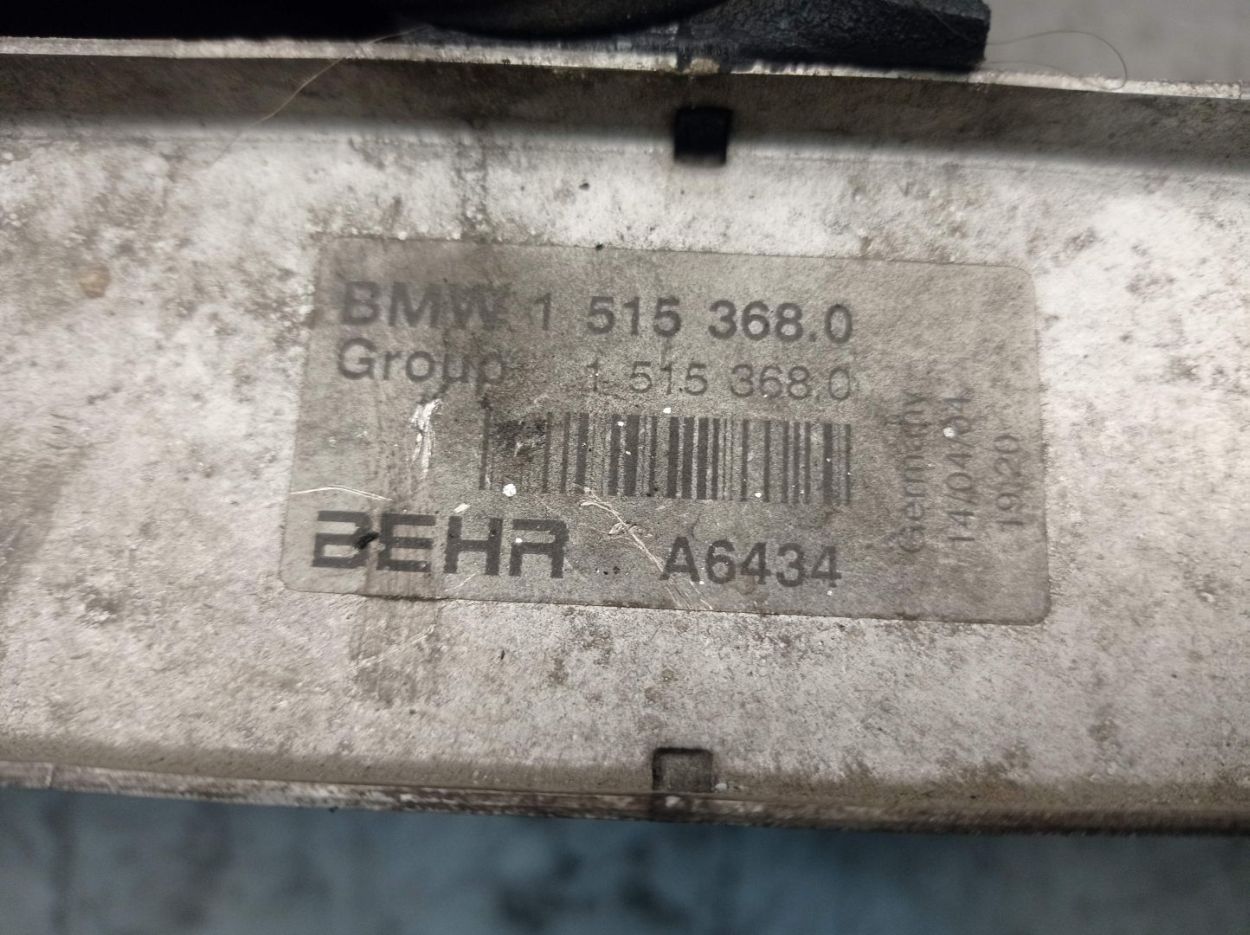 BMW 1 515 368.0
Group 1 515 368.0
BEHR A6434
Germany
14/04/04
19:20